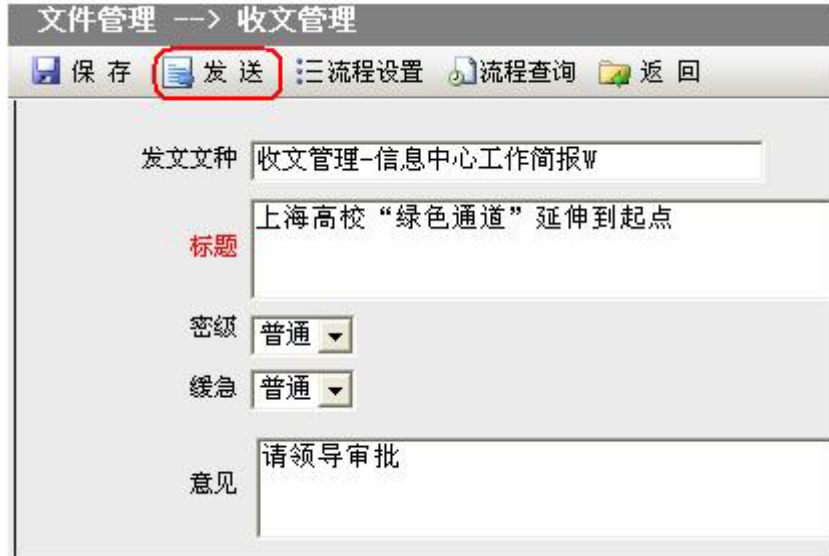 文件管理 --> 收文管理
保存 发送 流程设置 流程查询 返回
发文文种 收文管理-信息中心工作简报W
标题 上海高校“绿色通道”延伸到起点
密级 普通
缓急 普通
意见 请领导审批